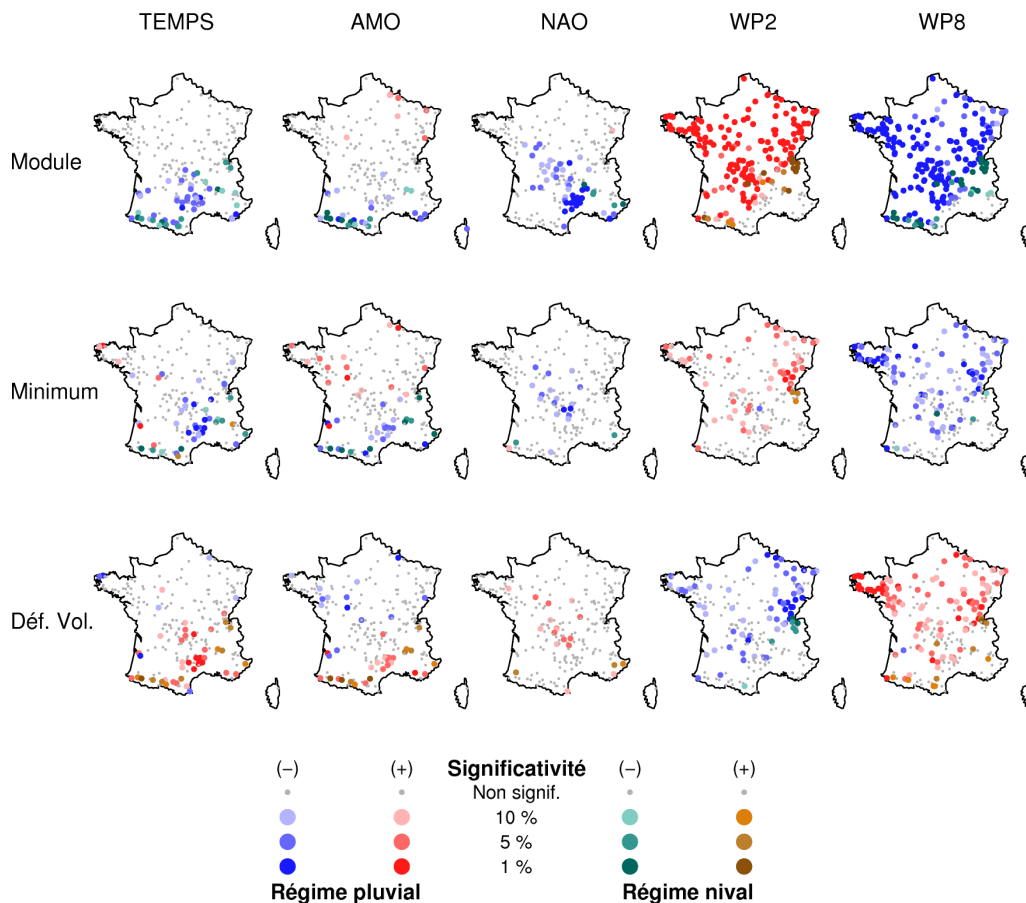 TEMPS AMO NAO WP2 WP8
Module
Minimum
Déf. Vol.
(−) (+) Significativité (−) (+)
Non signif.
10 %
5 %
1 %
Régime pluvial Régime nival